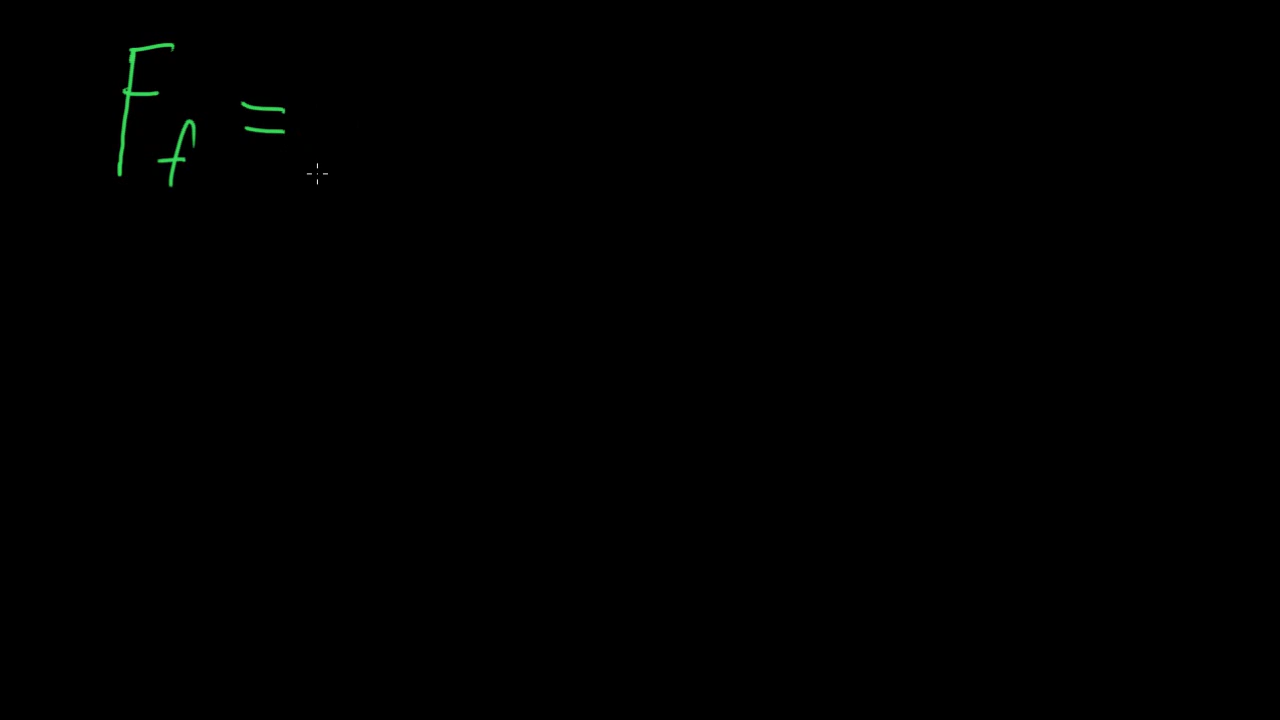 F_f =